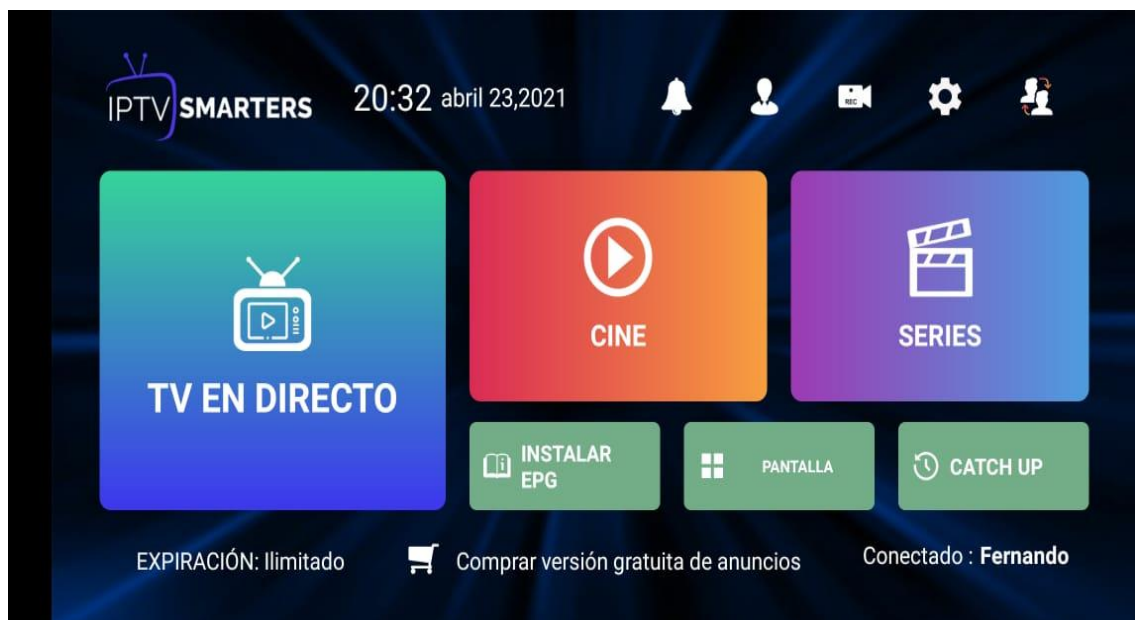 IPTV SMARTERS
20:32 abril 23,2021
REC
TV EN DIRECTO
CINE
SERIES
INSTALAR
EPG
PANTALLA
CATCH UP
EXPIRACIÓN: Ilimitado
Comprar versión gratuita de anuncios
Conectado : Fernando